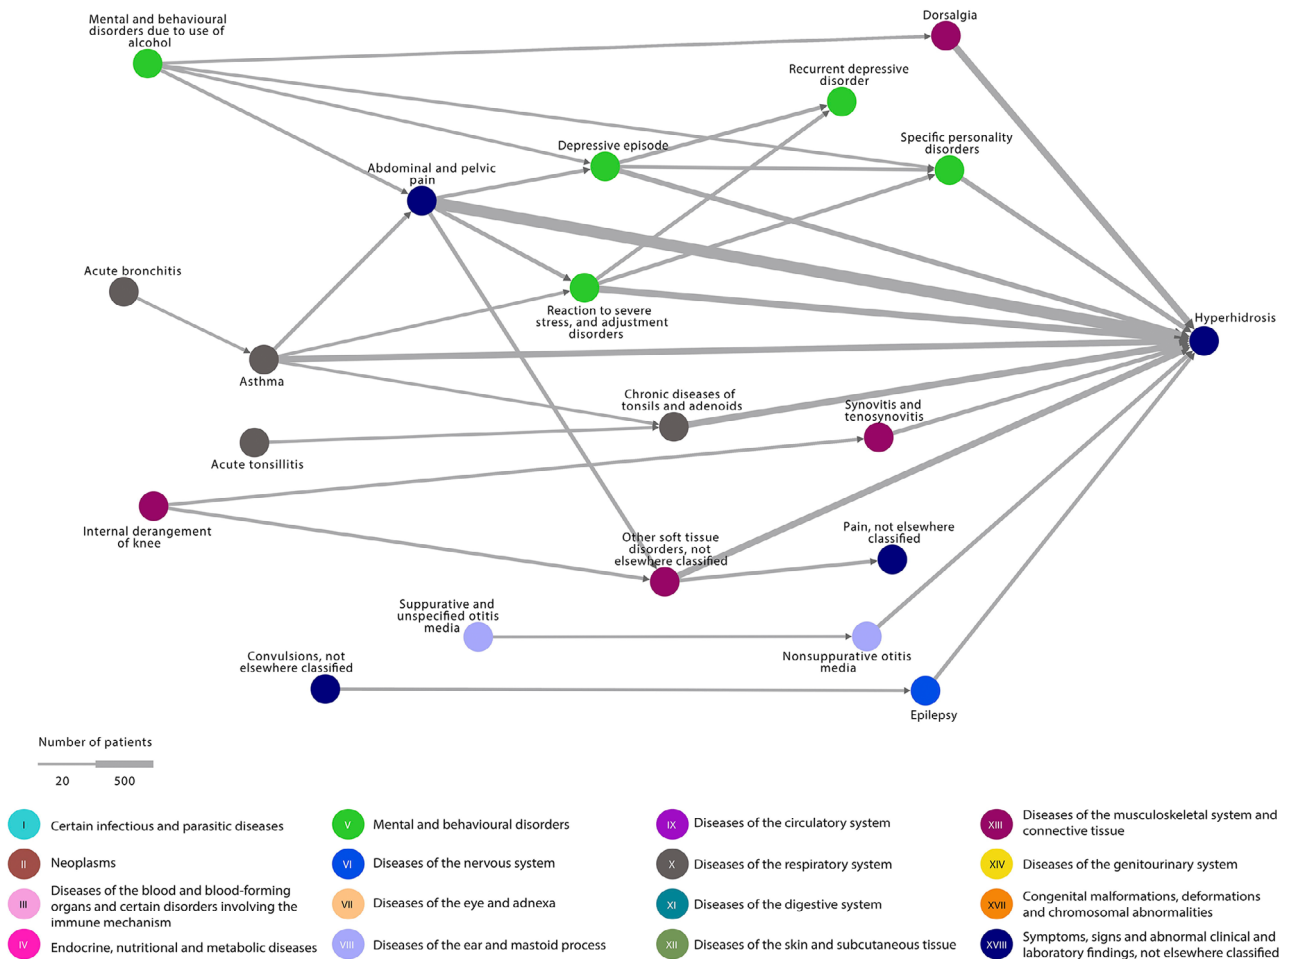 Mental and behavioural
disorders due to use of
alcohol
Dorsalgia
Recurrent depressive
disorder
Depressive episode
Specific personality
disorders
Abdominal and pelvic
pain
Acute bronchitis
Reaction to severe
stress, and adjustment
disorders
Hyperhidrosis
Asthma
Chronic diseases of
tonsils and adenoids
Synovitis and
tenosynovitis
Acute tonsillitis
Internal derangement
of knee
Other soft tissue
disorders, not
elsewhere classified
Pain, not elsewhere
classified
Suppurative and
unspecified otitis
media
Nonsuppurative otitis
media
Convulsions, not
elsewhere classified
Epilepsy
Number of patients
20 500
I Certain infectious and parasitic diseases
II Neoplasms
III Diseases of the blood and blood-forming
organs and certain disorders involving the
immune mechanism
IV Endocrine, nutritional and metabolic diseases
V Mental and behavioural disorders
VI Diseases of the nervous system
VII Diseases of the eye and adnexa
VIII Diseases of the ear and mastoid process
IX Diseases of the circulatory system
X Diseases of the respiratory system
XI Diseases of the digestive system
XII Diseases of the skin and subcutaneous tissue
XIII Diseases of the musculoskeletal system and
connective tissue
XIV Diseases of the genitourinary system
XVII Congenital malformations, deformations
and chromosomal abnormalities
XVIII Symptoms, signs and abnormal clinical and
laboratory findings, not elsewhere classified